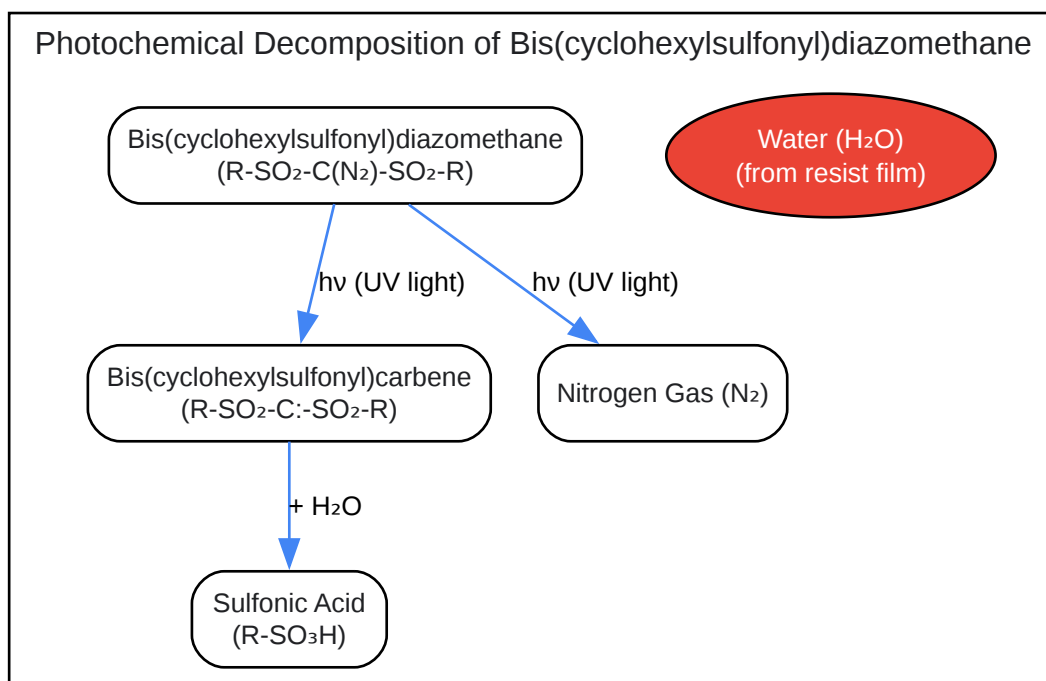 Photochemical Decomposition of Bis(cyclohexylsulfonyl)diazomethane
Bis(cyclohexylsulfonyl)diazomethane
(R-SO₂-C(N₂)-SO₂-R)
Water (H₂O)
(from resist film)
hν (UV light)
hν (UV light)
Bis(cyclohexylsulfonyl)carbene
(R-SO₂-C:-SO₂-R)
Nitrogen Gas (N₂)
+ H₂O
Sulfonic Acid
(R-SO₃H)